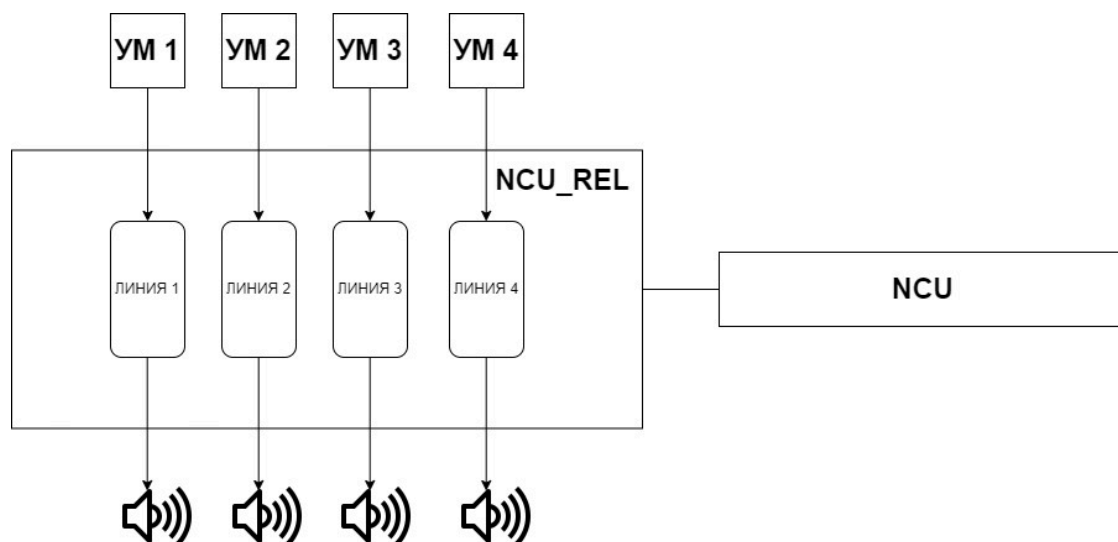 УМ 1
УМ 2
УМ 3
УМ 4
NCU_REL
ЛИНИЯ 1
ЛИНИЯ 2
ЛИНИЯ 3
ЛИНИЯ 4
NCU